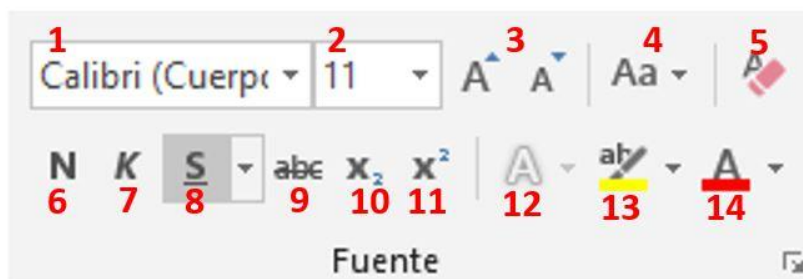 1 2 3 4 5
Calibri (Cuerpo 11 A A Aa A
N K S abc X₂ X² A ab A
6 7 8 9 10 11 12 13 14
Fuente